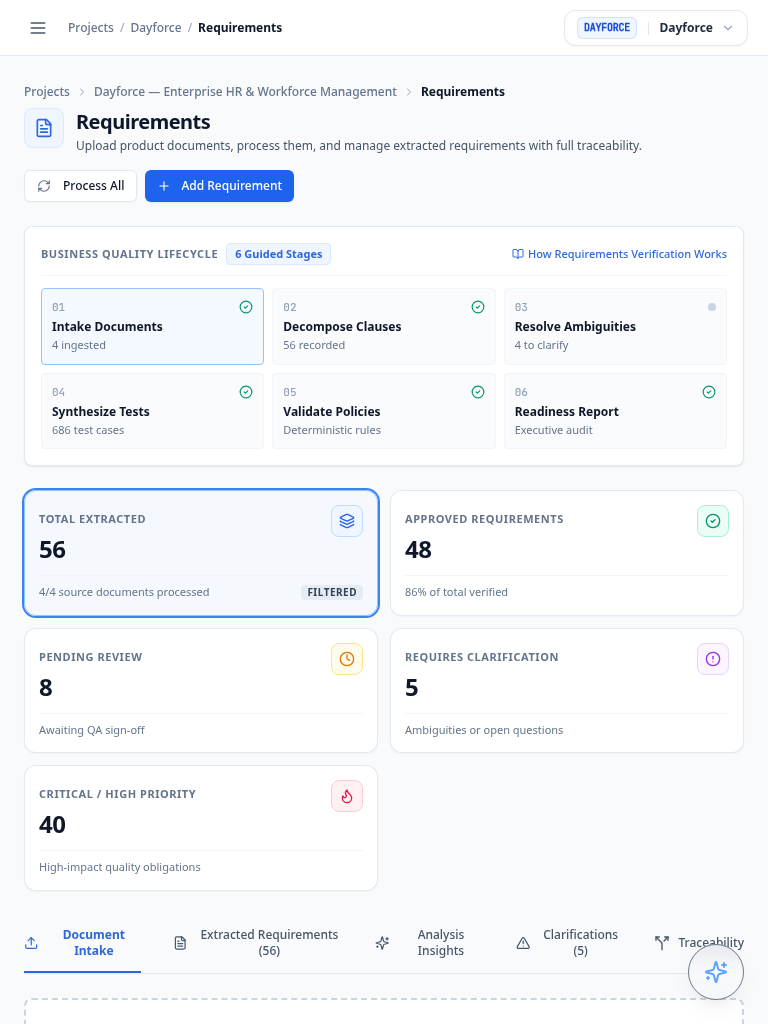 Projects / Dayforce / Requirements
DAYFORCE Dayforce
Projects > Dayforce — Enterprise HR & Workforce Management > Requirements
Requirements
Upload product documents, process them, and manage extracted requirements with full traceability.
Process All
Add Requirement
BUSINESS QUALITY LIFECYCLE
6 Guided Stages
How Requirements Verification Works
01
Intake Documents
4 ingested
02
Decompose Clauses
56 recorded
03
Resolve Ambiguities
4 to clarify
04
Synthesize Tests
686 test cases
05
Validate Policies
Deterministic rules
06
Readiness Report
Executive audit
TOTAL EXTRACTED
56
4/4 source documents processed
FILTERED
APPROVED REQUIREMENTS
48
86% of total verified
PENDING REVIEW
8
Awaiting QA sign-off
REQUIRES CLARIFICATION
5
Ambiguities or open questions
CRITICAL / HIGH PRIORITY
40
High-impact quality obligations
Document
Intake
Extracted Requirements
(56)
Analysis
Insights
Clarifications
(5)
Traceability